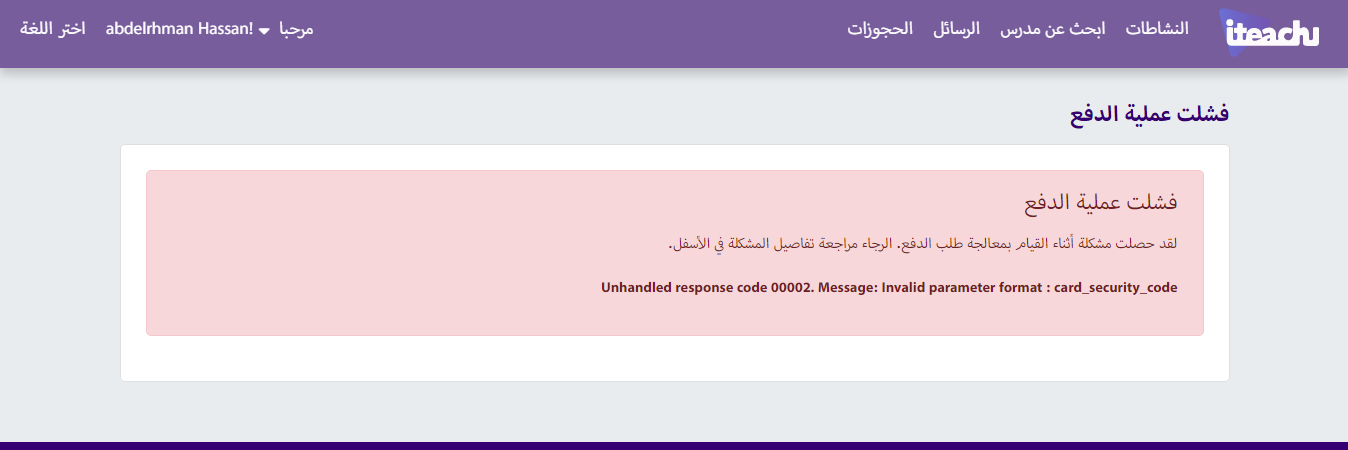 iteachu
النشاطات
ابحث عن مدرس
الرسائل
الحجوزات
مرحبا abdelrhman Hassan!
اختر اللغة
فشلت عملية الدفع
فشلت عملية الدفع
لقد حصلت مشكلة أثناء القيام بمعالجة طلب الدفع. الرجاء مراجعة تفاصيل المشكلة في الأسفل.
Unhandled response code 00002. Message: Invalid parameter format : card_security_code